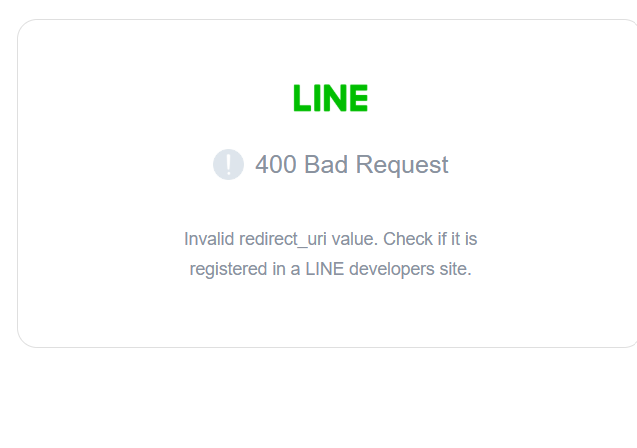 LINE
! 400 Bad Request
Invalid redirect_uri value. Check if it is
registered in a LINE developers site.